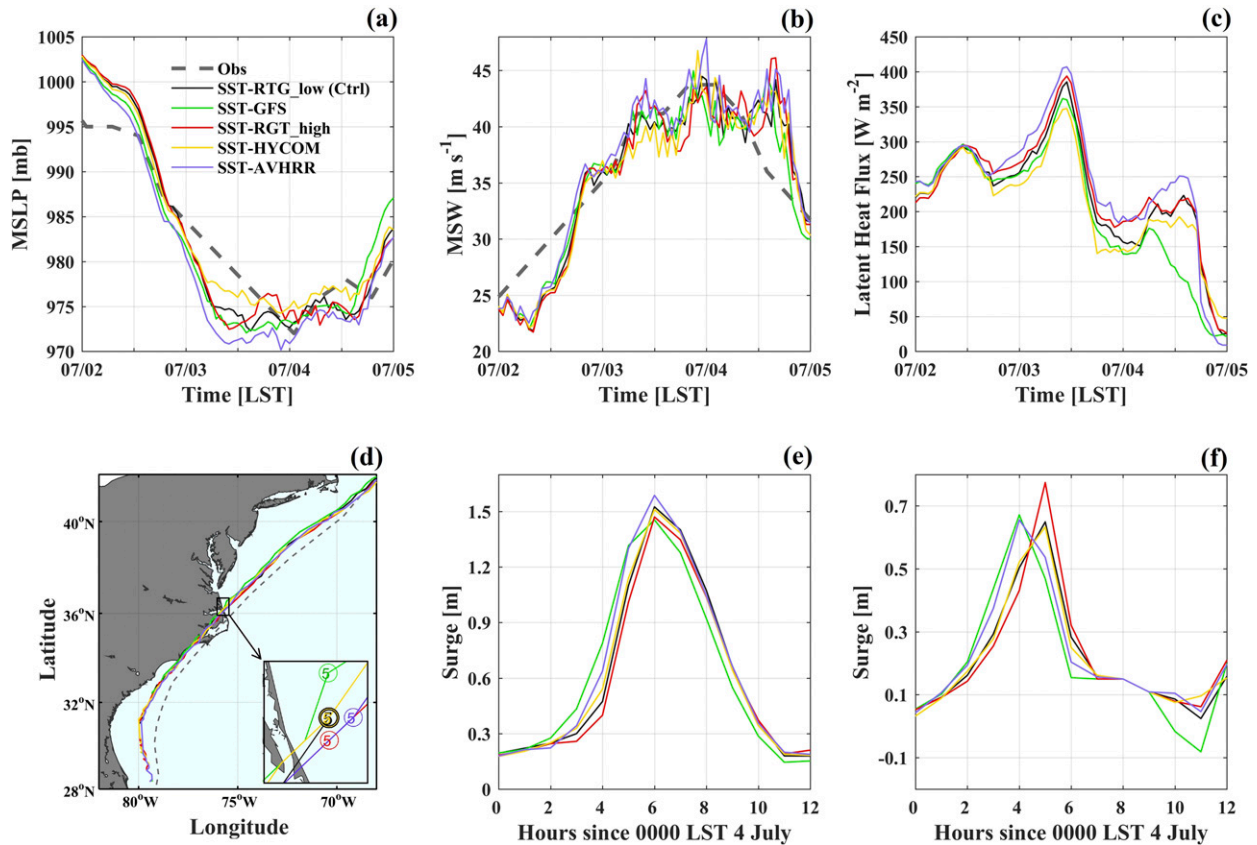 (a)
1005
1000
995
990
985
980
975
970
MSLP [mb]
07/02 07/03 07/04 07/05
Time [LST]
Obs
SST-RTG_low (Ctrl)
SST-GFS
SST-RGT_high
SST-HYCOM
SST-AVHRR
(b)
45
40
35
30
25
20
MSW [m s-1]
07/02 07/03 07/04 07/05
Time [LST]
(c)
450
400
350
300
250
200
150
100
50
0
Latent Heat Flux [W m-2]
07/02 07/03 07/04 07/05
Time [LST]
(d)
40°N
36°N
32°N
28°N
Latitude
80°W 75°W 70°W
Longitude
5
5
5
5
(e)
1.5
1.2
0.9
0.6
0.3
0
Surge [m]
0 2 4 6 8 10 12
Hours since 0000 LST 4 July
(f)
0.7
0.5
0.3
0.1
-0.1
Surge [m]
0 2 4 6 8 10 12
Hours since 0000 LST 4 July